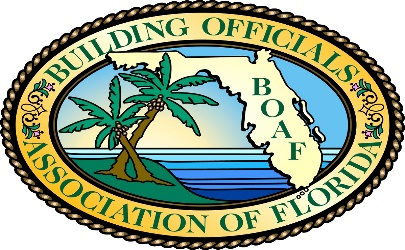 BUILDING OFFICIALS
BOAF
ASSOCIATION OF FLORIDA